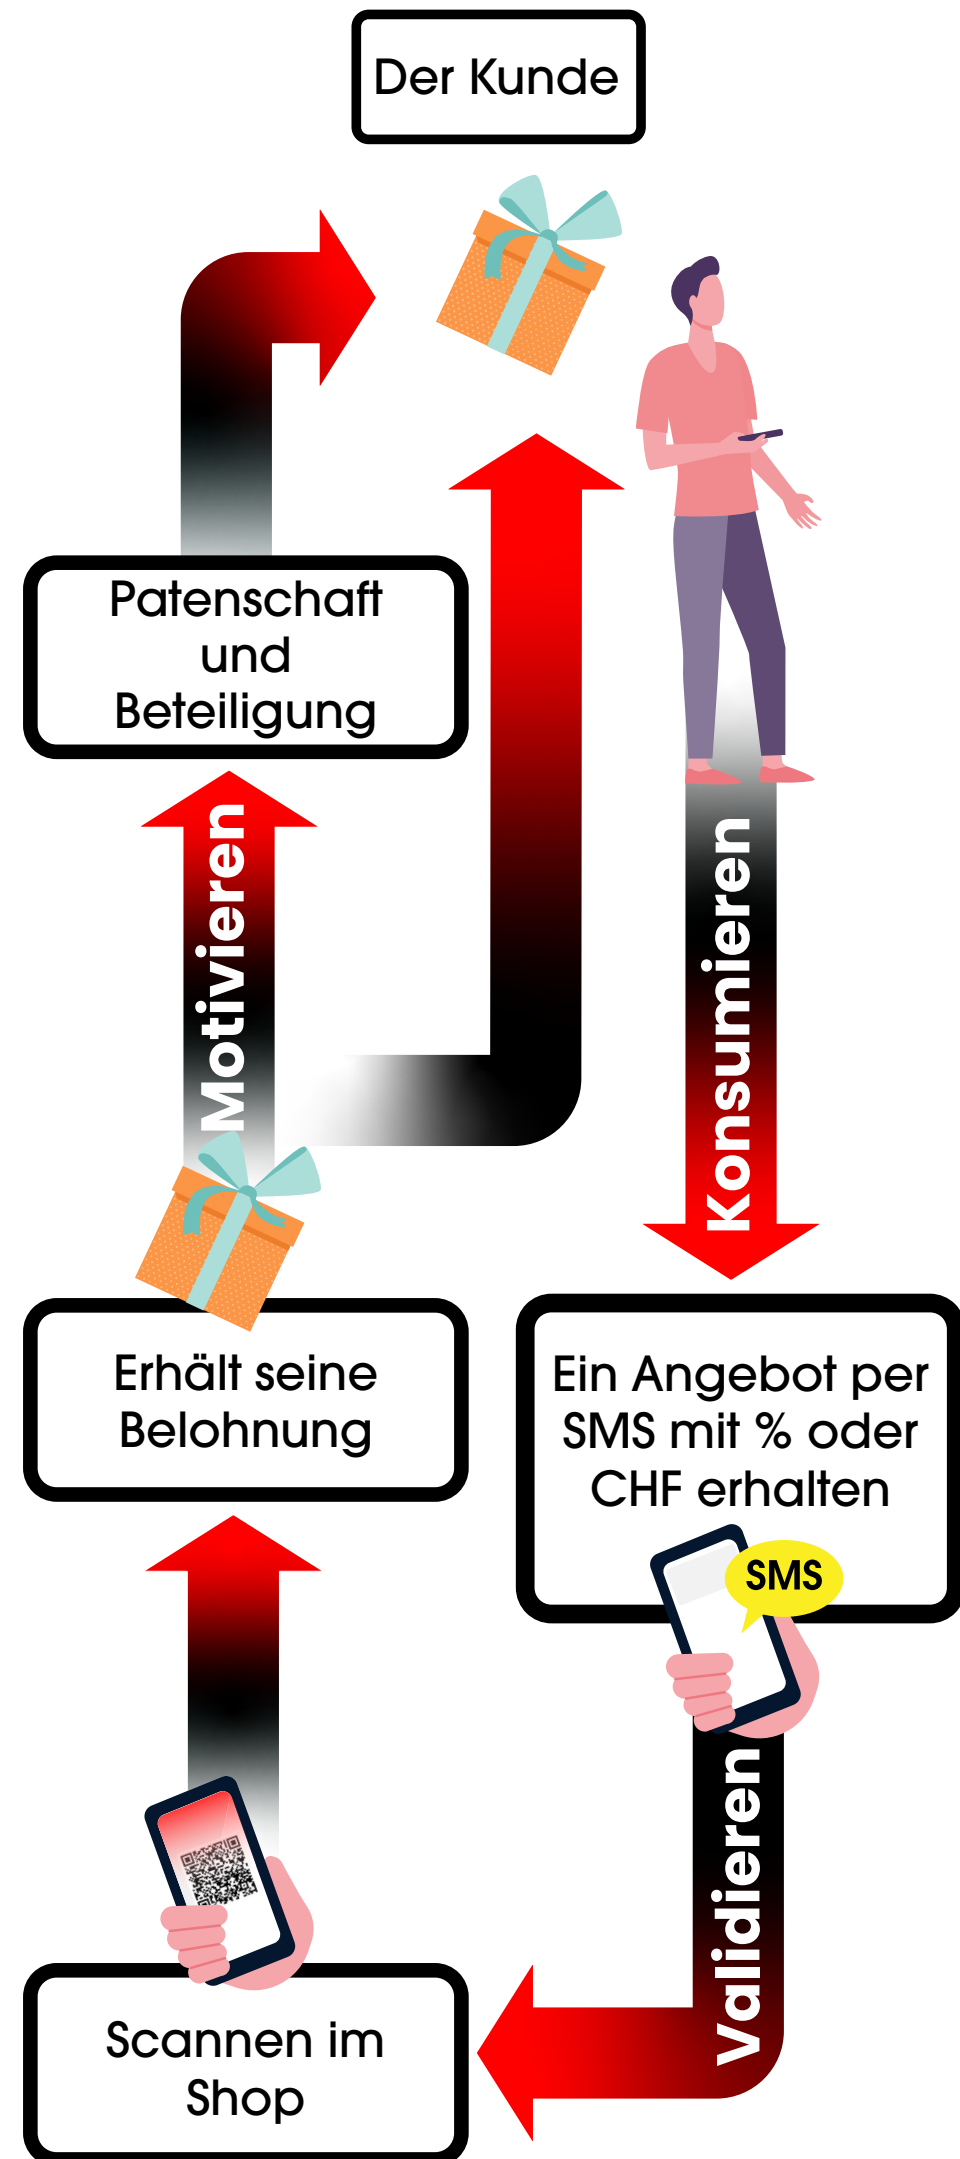 Der Kunde
Patenschaft
und
Beteiligung
Motivieren
Konsumieren
Erhält seine
Belohnung
Ein Angebot per
SMS mit % oder
CHF erhalten
SMS
Validieren
Scannen im
Shop